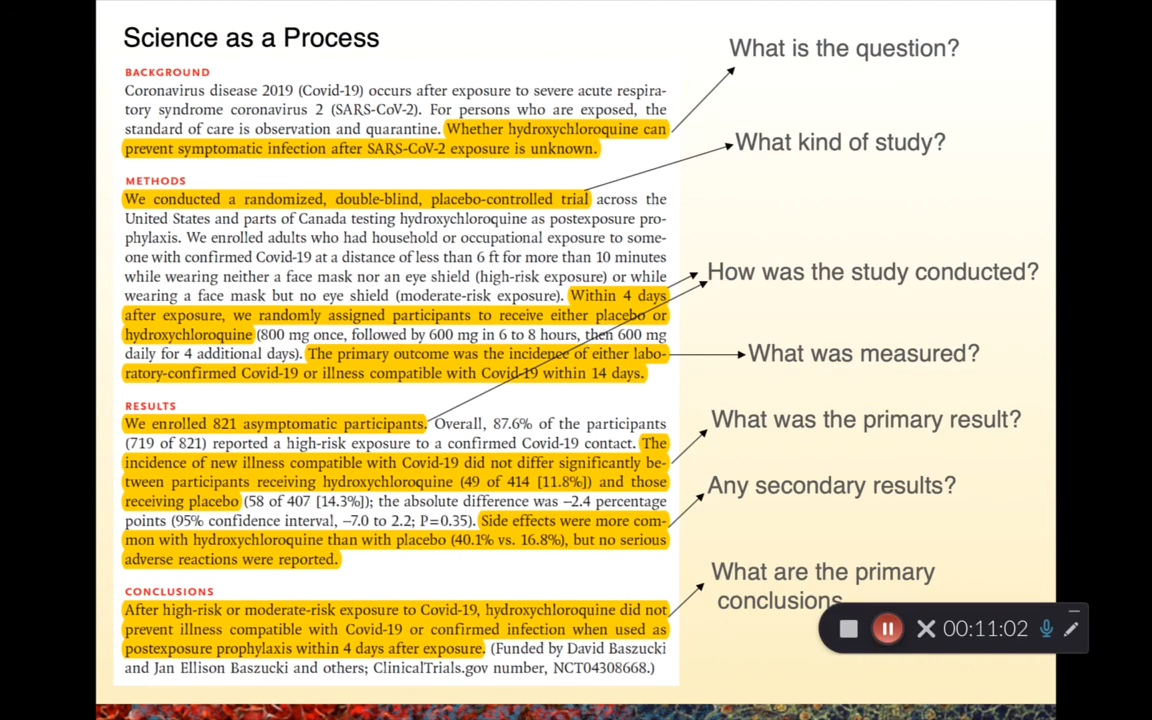 Science as a Process
BACKGROUND
Coronavirus disease 2019 (Covid-19) occurs after exposure to severe acute respira-
tory syndrome coronavirus 2 (SARS-CoV-2). For persons who are exposed, the
standard of care is observation and quarantine. Whether hydroxychloroquine can
prevent symptomatic infection after SARS-CoV-2 exposure is unknown.
METHODS
We conducted a randomized, double-blind, placebo-controlled trial across the
United States and parts of Canada testing hydroxychloroquine as postexposure pro-
phylaxis. We enrolled adults who had household or occupational exposure to some-
one with confirmed Covid-19 at a distance of less than 6 ft for more than 10 minutes
while wearing neither a face mask nor an eye shield (high-risk exposure) or while
wearing a face mask but no eye shield (moderate-risk exposure). Within 4 days
after exposure, we randomly assigned participants to receive either placebo or
hydroxychloroquine (800 mg once, followed by 600 mg in 6 to 8 hours, then 600 mg
daily for 4 additional days). The primary outcome was the incidence of either labo-
ratory-confirmed Covid-19 or illness compatible with Covid-19 within 14 days.
RESULTS
We enrolled 821 asymptomatic participants. Overall, 87.6% of the participants
(719 of 821) reported a high-risk exposure to a confirmed Covid-19 contact. The
incidence of new illness compatible with Covid-19 did not differ significantly be-
tween participants receiving hydroxychloroquine (49 of 414 [11.8%]) and those
receiving placebo (58 of 407 [14.3%]); the absolute difference was −2.4 percentage
points (95% confidence interval, −7.0 to 2.2; P=0.35). Side effects were more com-
mon with hydroxychloroquine than with placebo (40.1% vs. 16.8%), but no serious
adverse reactions were reported.
CONCLUSIONS
After high-risk or moderate-risk exposure to Covid-19, hydroxychloroquine did not
prevent illness compatible with Covid-19 or confirmed infection when used as
postexposure prophylaxis within 4 days after exposure. (Funded by David Baszucki
and Jan Ellison Baszucki and others; ClinicalTrials.gov number, NCT04308668.)
What is the question?
What kind of study?
How was the study conducted?
What was measured?
What was the primary result?
Any secondary results?
What are the primary
conclusions
00:11:02